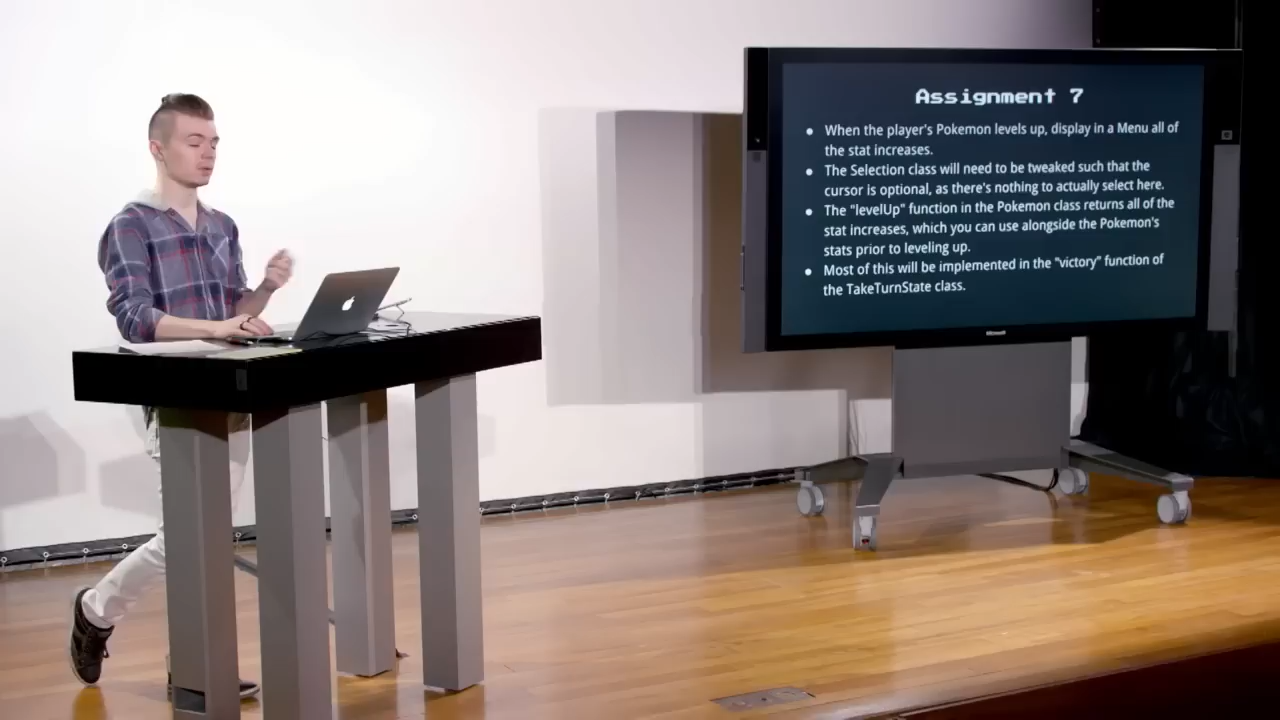 Assignment 7
● When the player's Pokemon levels up, display in a Menu all of
the stat increases.
● The Selection class will need to be tweaked such that the
cursor is optional, as there's nothing to actually select here.
● The "levelUp" function in the Pokemon class returns all of the
stat increases, which you can use alongside the Pokemon's
stats prior to leveling up.
● Most of this will be implemented in the "victory" function of
the TakeTurnState class.
Microsoft